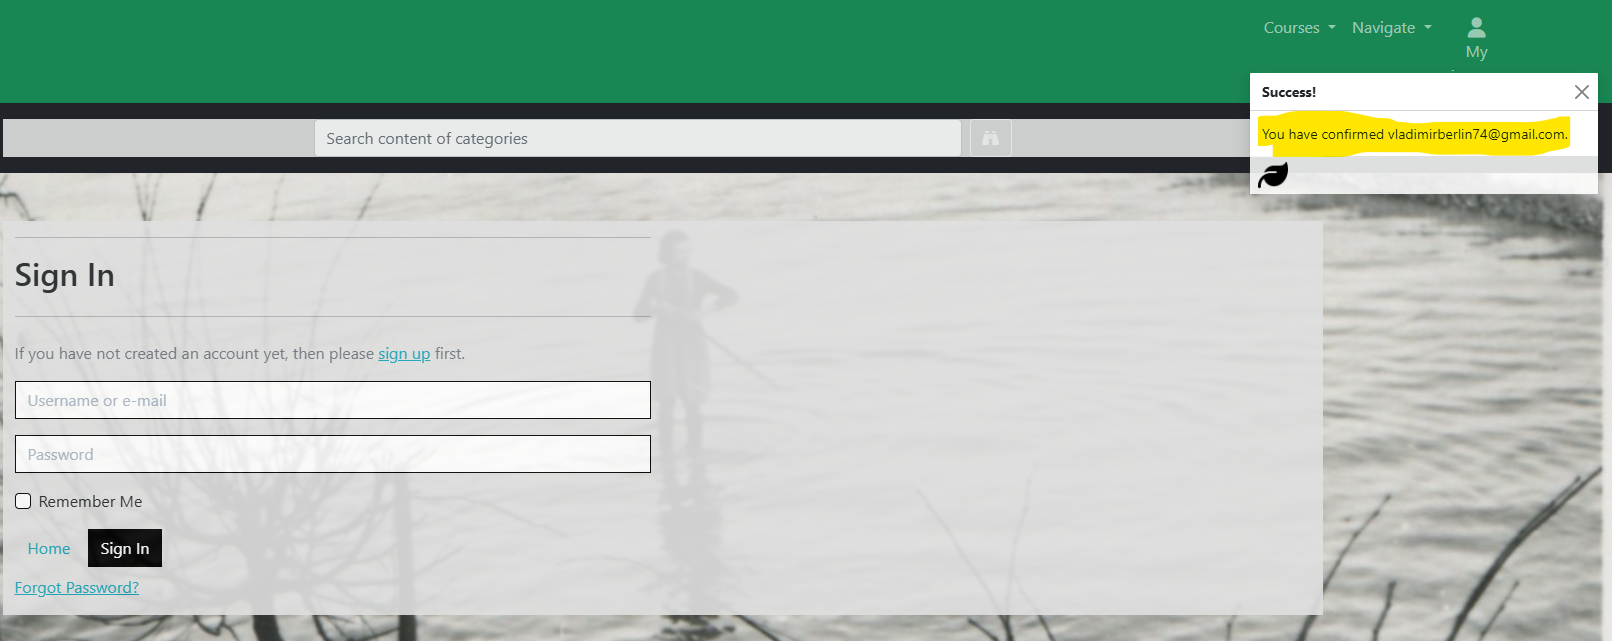 Courses Navigate
My
Success!
You have confirmed vladimirberlin74@gmail.com.
Search content of categories
Sign In
If you have not created an account yet, then please sign up first.
Username or e-mail
Password
Remember Me
Home Sign In
Forgot Password?